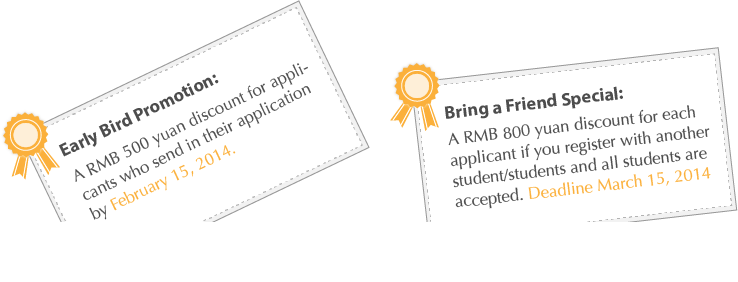 Early Bird Promotion:
A RMB 500 yuan discount for appli-
cants who send in their application
by February 15, 2014.
Bring a Friend Special:
A RMB 800 yuan discount for each
applicant if you register with another
student/students and all students are
accepted. Deadline March 15, 2014